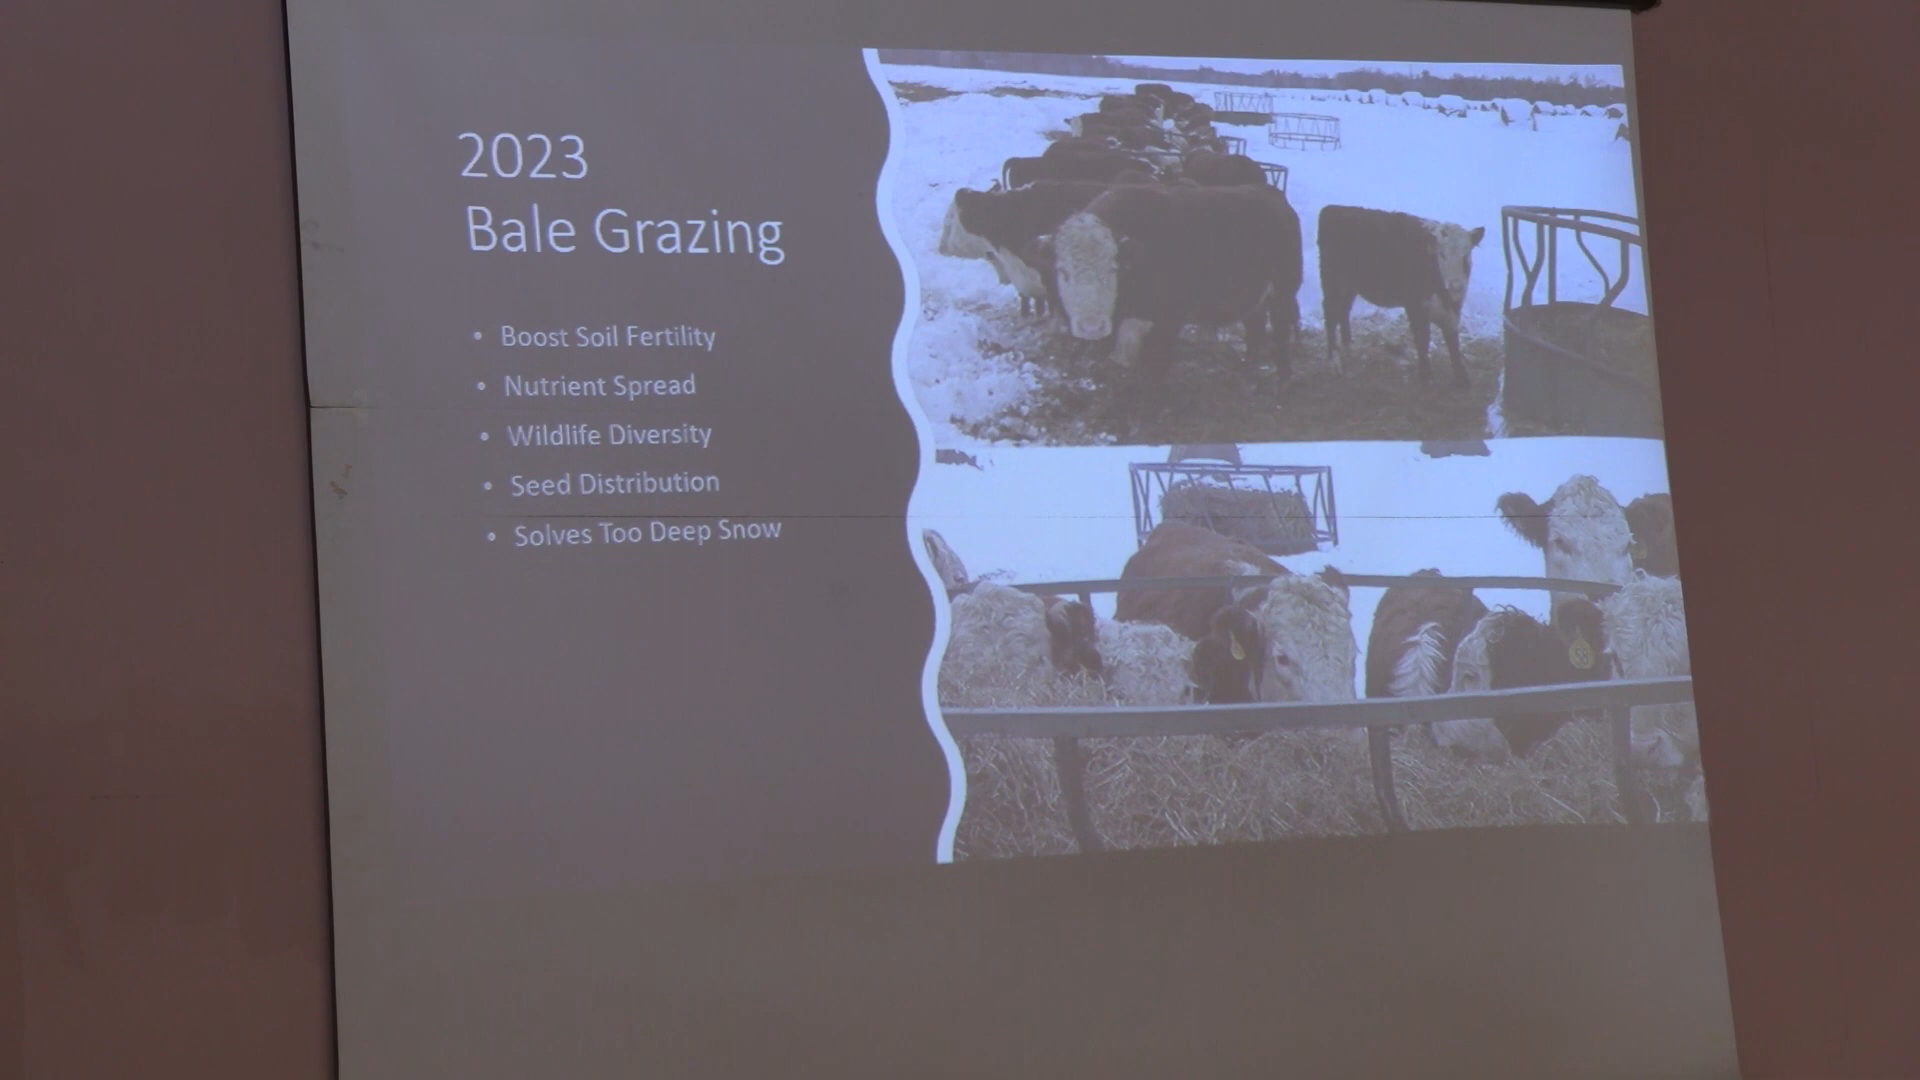 2023
Bale Grazing
• Boost Soil Fertility
• Nutrient Spread
• Wildlife Diversity
• Seed Distribution
• Solves Too Deep Snow